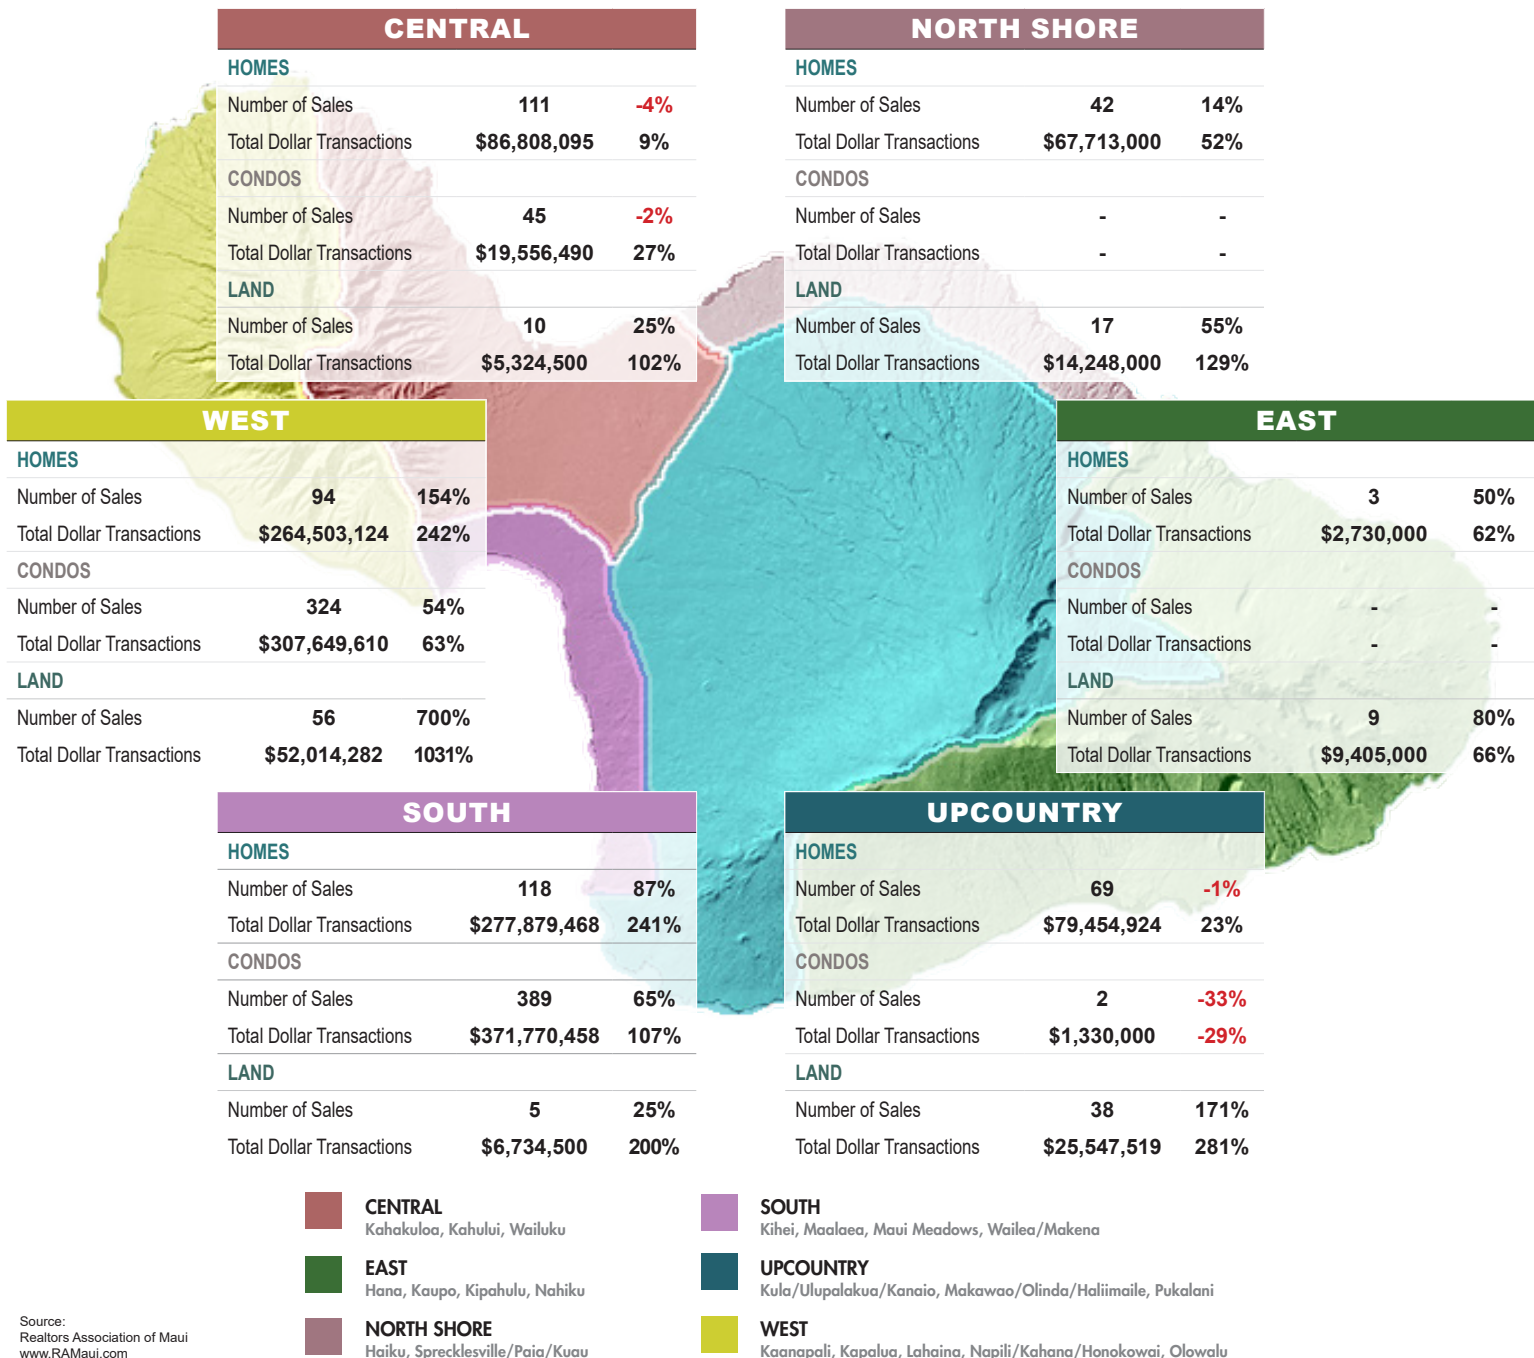 CENTRAL
HOMES
Number of Sales 111 -4%
Total Dollar Transactions $86,808,095 9%
CONDOS
Number of Sales 45 -2%
Total Dollar Transactions $19,556,490 27%
LAND
Number of Sales 10 25%
Total Dollar Transactions $5,324,500 102%
NORTH SHORE
HOMES
Number of Sales 42 14%
Total Dollar Transactions $67,713,000 52%
CONDOS
Number of Sales - -
Total Dollar Transactions - -
LAND
Number of Sales 17 55%
Total Dollar Transactions $14,248,000 129%
WEST
HOMES
Number of Sales 94 154%
Total Dollar Transactions $264,503,124 242%
CONDOS
Number of Sales 324 54%
Total Dollar Transactions $307,649,610 63%
LAND
Number of Sales 56 700%
Total Dollar Transactions $52,014,282 1031%
EAST
HOMES
Number of Sales 3 50%
Total Dollar Transactions $2,730,000 62%
CONDOS
Number of Sales - -
Total Dollar Transactions - -
LAND
Number of Sales 9 80%
Total Dollar Transactions $9,405,000 66%
SOUTH
HOMES
Number of Sales 118 87%
Total Dollar Transactions $277,879,468 241%
CONDOS
Number of Sales 389 65%
Total Dollar Transactions $371,770,458 107%
LAND
Number of Sales 5 25%
Total Dollar Transactions $6,734,500 200%
UPCOUNTRY
HOMES
Number of Sales 69 -1%
Total Dollar Transactions $79,454,924 23%
CONDOS
Number of Sales 2 -33%
Total Dollar Transactions $1,330,000 -29%
LAND
Number of Sales 38 171%
Total Dollar Transactions $25,547,519 281%
CENTRAL
Kahakuloa, Kahului, Wailuku
EAST
Hana, Kaupo, Kipahulu, Nahiku
NORTH SHORE
Haiku, Sprecklesville/Paia/Kuau
SOUTH
Kihei, Maalaea, Maui Meadows, Wailea/Makena
UPCOUNTRY
Kula/Ulupalakua/Kanaio, Makawao/Olinda/Haliimaile, Pukalani
WEST
Kaanapali, Kapalua, Lahaina, Napili/Kahana/Honokowai, Olowalu
Source:
Realtors Association of Maui
www.RAMaui.com